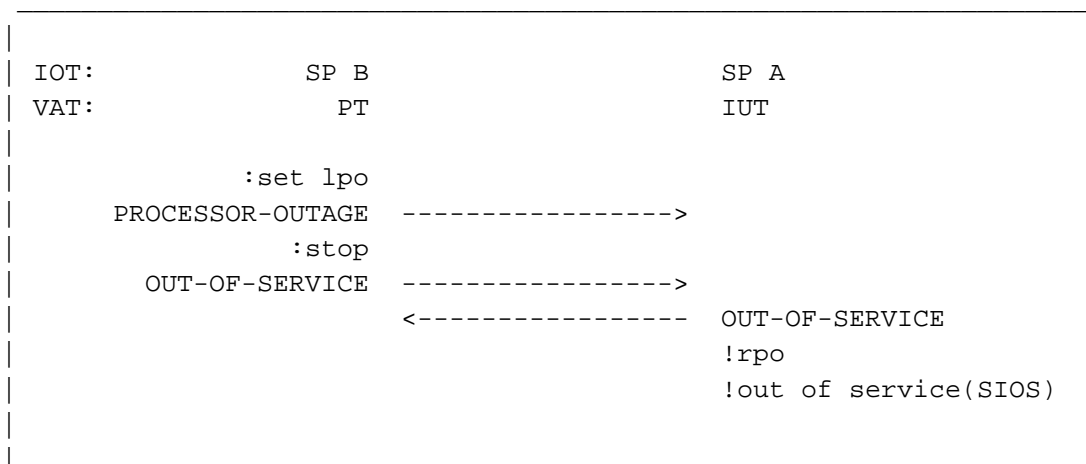 IOT: SP B SP A
VAT: PT IUT
:set lpo
PROCESSOR-OUTAGE ----------------->
:stop
OUT-OF-SERVICE ----------------->
<----------------- OUT-OF-SERVICE
!rpo
!out of service(SIOS)